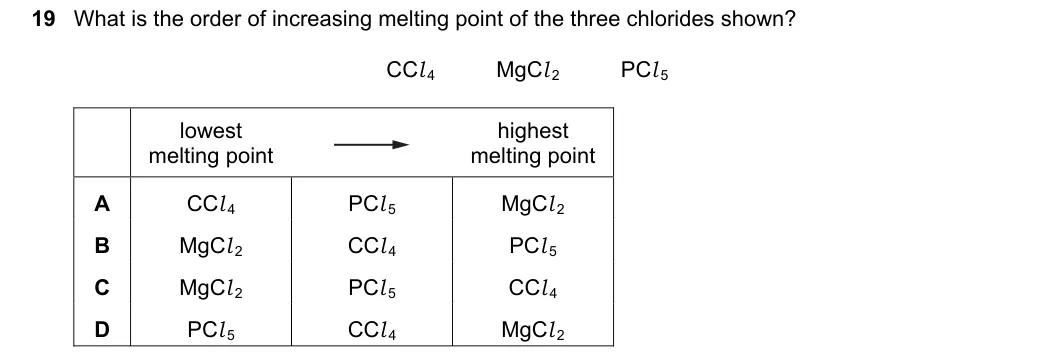 19 What is the order of increasing melting point of the three chlorides shown?
CCl₄ MgCl₂ PCl₅
lowest melting point → highest melting point
A CCl₄ PCl₅ MgCl₂
B MgCl₂ CCl₄ PCl₅
C MgCl₂ PCl₅ CCl₄
D PCl₅ CCl₄ MgCl₂